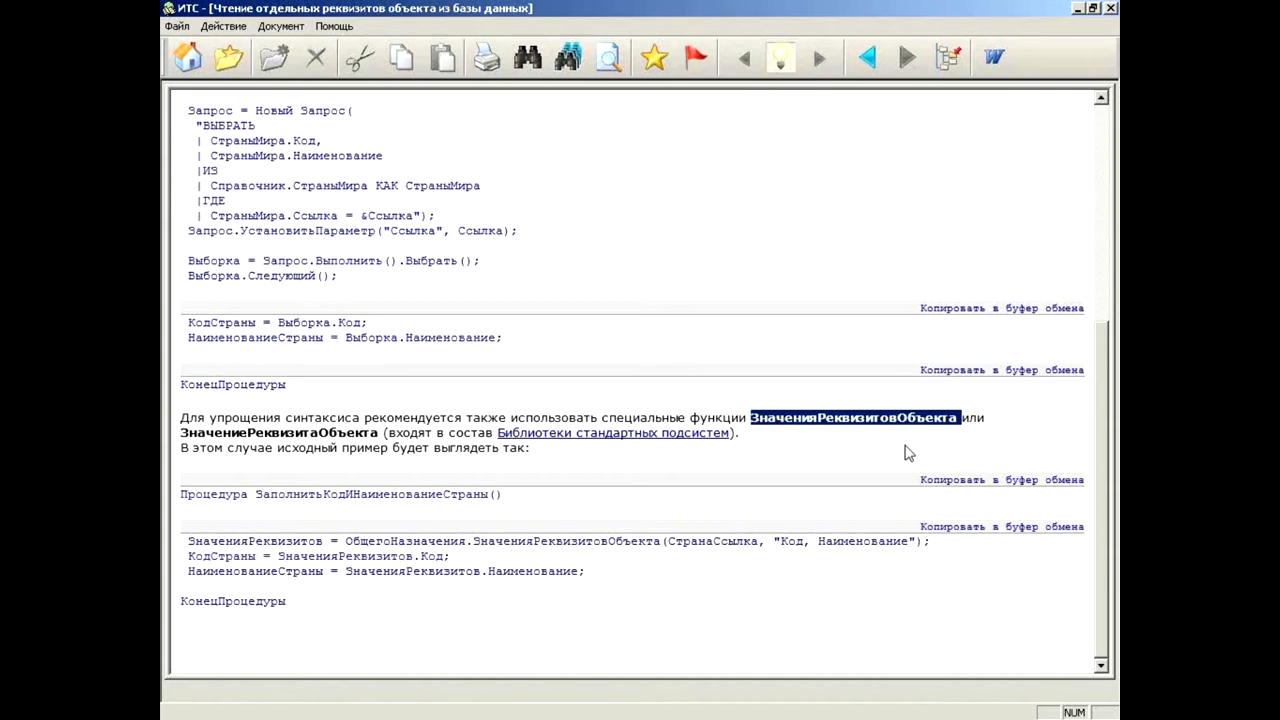 ИТС - [Чтение отдельных реквизитов объекта из базы данных]
Файл Действие Документ Помощь
Запрос = Новый Запрос(
"ВЫБРАТЬ
| СтраныМира.Код,
| СтраныМира.Наименование
|ИЗ
| Справочник.СтраныМира КАК СтраныМира
|ГДЕ
| СтраныМира.Ссылка = &Ссылка");
Запрос.УстановитьПараметр("Ссылка", Ссылка);
Выборка = Запрос.Выполнить().Выбрать();
Выборка.Следующий();
Копировать в буфер обмена
КодСтраны = Выборка.Код;
НаименованиеСтраны = Выборка.Наименование;
Копировать в буфер обмена
КонецПроцедуры
Для упрощения синтаксиса рекомендуется также использовать специальные функции ЗначенияРеквизитовОбъекта или
ЗначениеРеквизитаОбъекта (входят в состав Библиотеки стандартных подсистем).
В этом случае исходный пример будет выглядеть так:
Копировать в буфер обмена
Процедура ЗаполнитьКодИНаименованиеСтраны()
Копировать в буфер обмена
ЗначенияРеквизитов = ОбщегоНазначения.ЗначенияРеквизитовОбъекта(СтранаСсылка, "Код, Наименование");
КодСтраны = ЗначенияРеквизитов.Код;
НаименованиеСтраны = ЗначенияРеквизитов.Наименование;
КонецПроцедуры
NUM